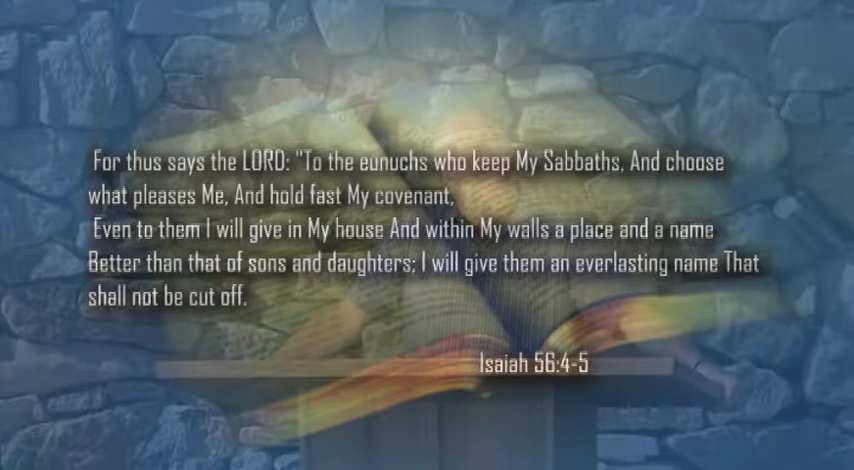 For thus says the LORD: "To the eunuchs who keep My Sabbaths, And choose
what pleases Me, And hold fast My covenant,
Even to them I will give in My house And within My walls a place and a name
Better than that of sons and daughters; I will give them an everlasting name That
shall not be cut off.
Isaiah 56:4-5